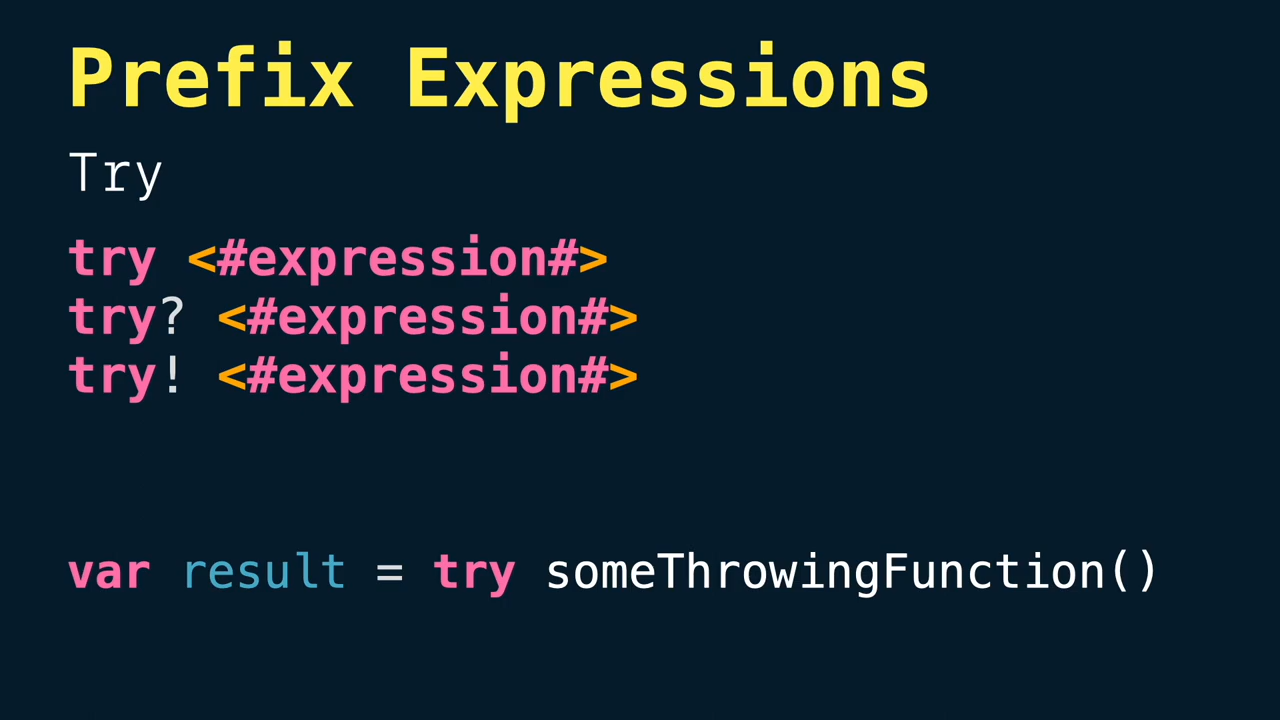 Prefix Expressions
Try
try <#expression#>
try? <#expression#>
try! <#expression#>
var result = try someThrowingFunction()